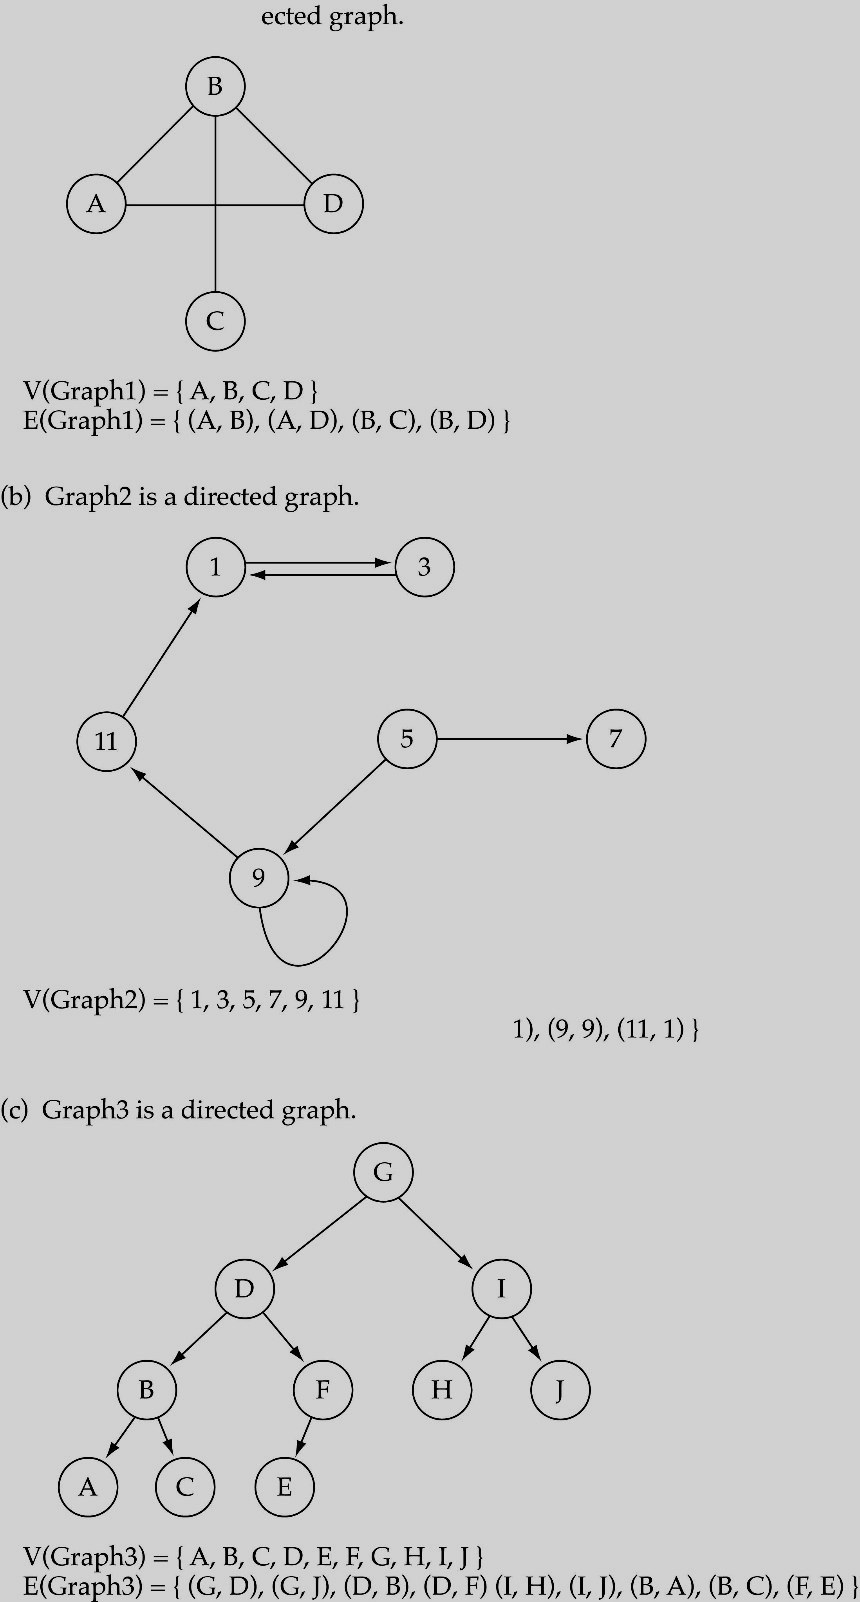 ected graph.
B
A
D
C
V(Graph1) = { A, B, C, D }
E(Graph1) = { (A, B), (A, D), (B, C), (B, D) }
(b) Graph2 is a directed graph.
1
3
11
5
7
9
V(Graph2) = { 1, 3, 5, 7, 9, 11 }
1), (9, 9), (11, 1) }
(c) Graph3 is a directed graph.
G
D
I
B
F
H
J
A
C
E
V(Graph3) = { A, B, C, D, E, F, G, H, I, J }
E(Graph3) = { (G, D), (G, J), (D, B), (D, F) (I, H), (I, J), (B, A), (B, C), (F, E) }